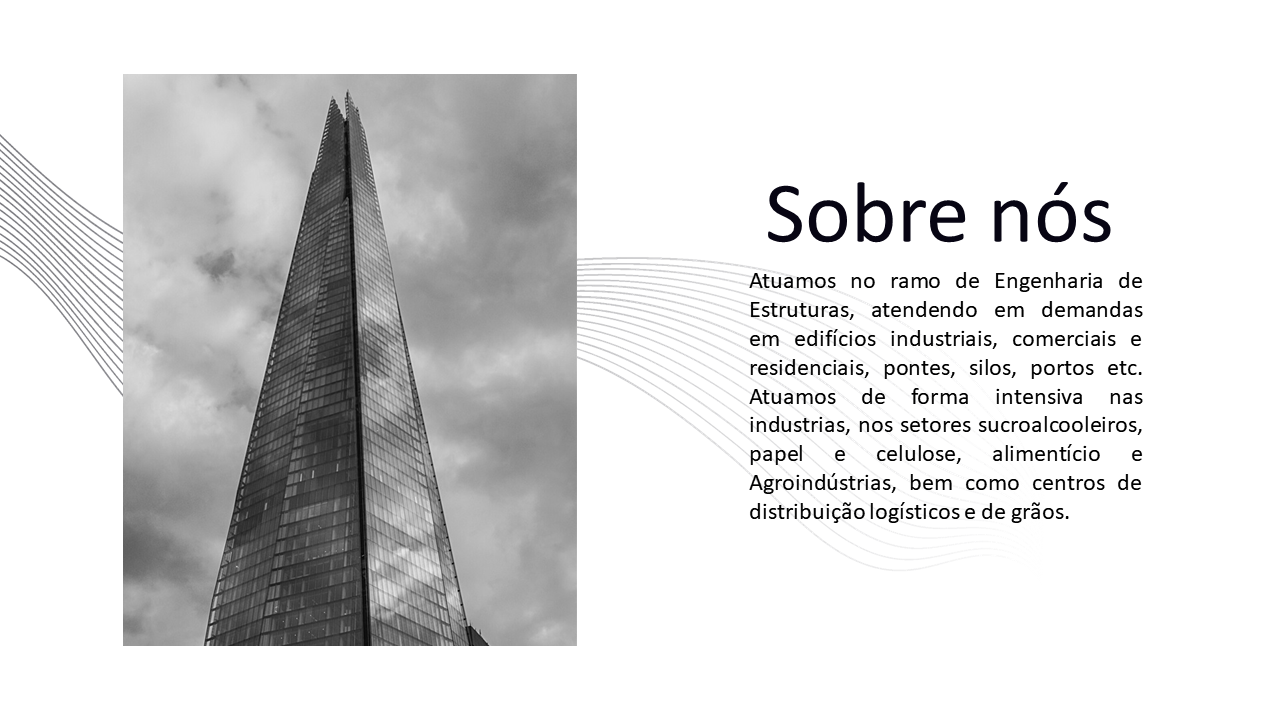 Sobre nós
Atuamos no ramo de Engenharia de
Estruturas, atendendo em demandas
em edifícios industriais, comerciais e
residenciais, pontes, silos, portos etc.
Atuamos de forma intensiva nas
industrias, nos setores sucroalcooleiros,
papel e celulose, alimentício e
Agroindústrias, bem como centros de
distribuição logísticos e de grãos.